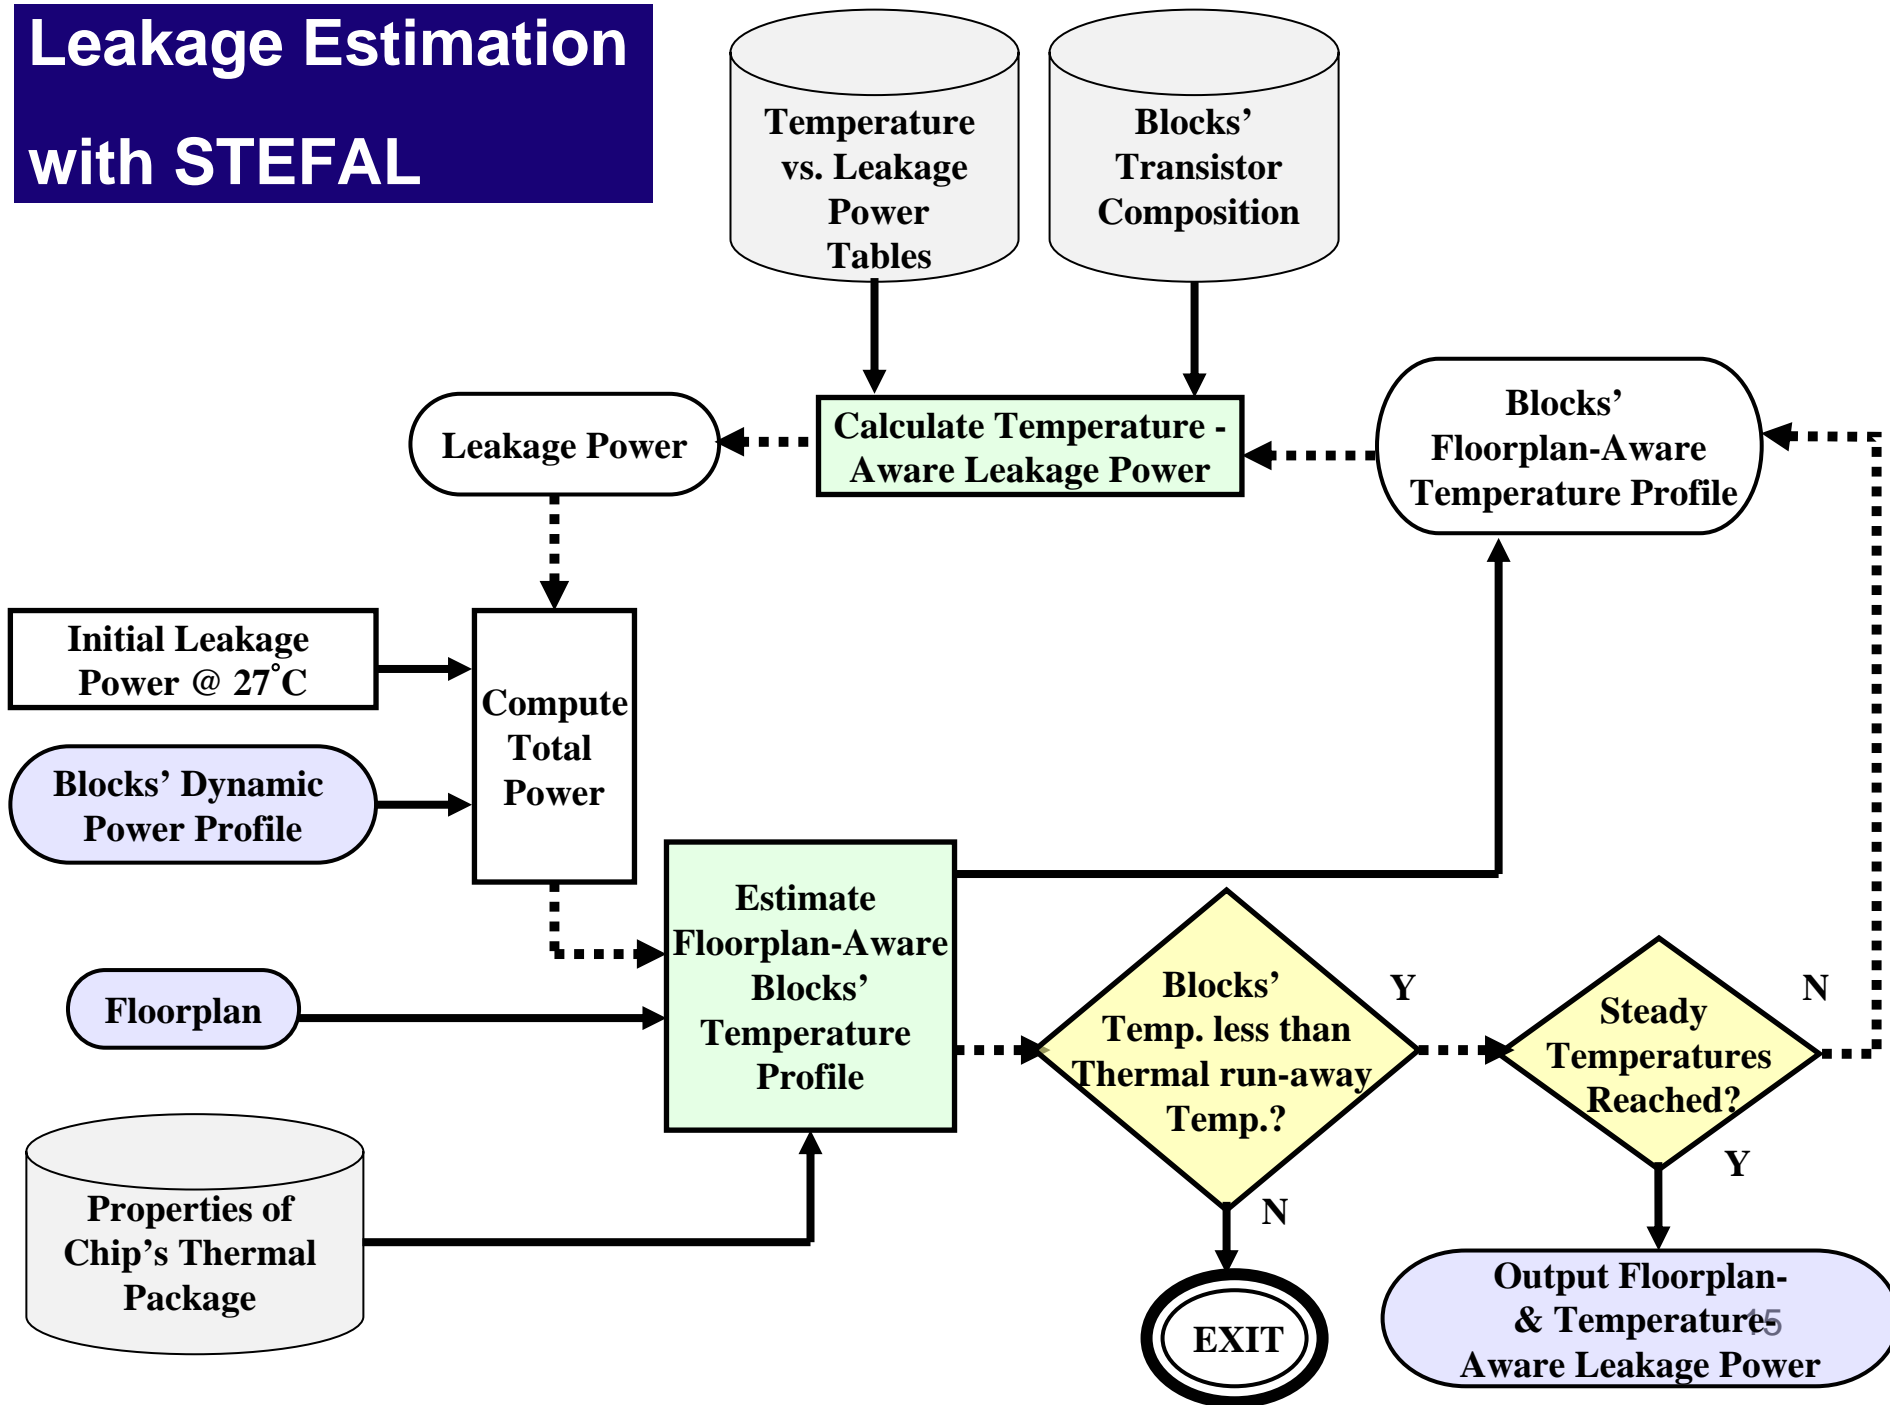 Leakage Estimation
with STEFAL
Temperature
vs. Leakage
Power
Tables
Blocks’
Transistor
Composition
Leakage Power
Calculate Temperature -
Aware Leakage Power
Blocks’
Floorplan-Aware
Temperature Profile
Initial Leakage
Power @ 27°C
Compute
Total
Power
Blocks’ Dynamic
Power Profile
Estimate
Floorplan-Aware
Blocks’
Temperature
Profile
Floorplan
Blocks’
Temp. less than
Thermal run-away
Temp.?
Y
N
Steady
Temperatures
Reached?
N
Y
Properties of
Chip’s Thermal
Package
EXIT
Output Floorplan-
& Temperature-
Aware Leakage Power
15